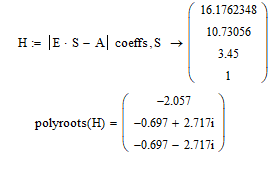 H := |E · S − A| coeffs,S → ( 16.1762348
10.73056
3.45
1 )
polyroots(H) = ( −2.057
−0.697 + 2.717i
−0.697 − 2.717i )